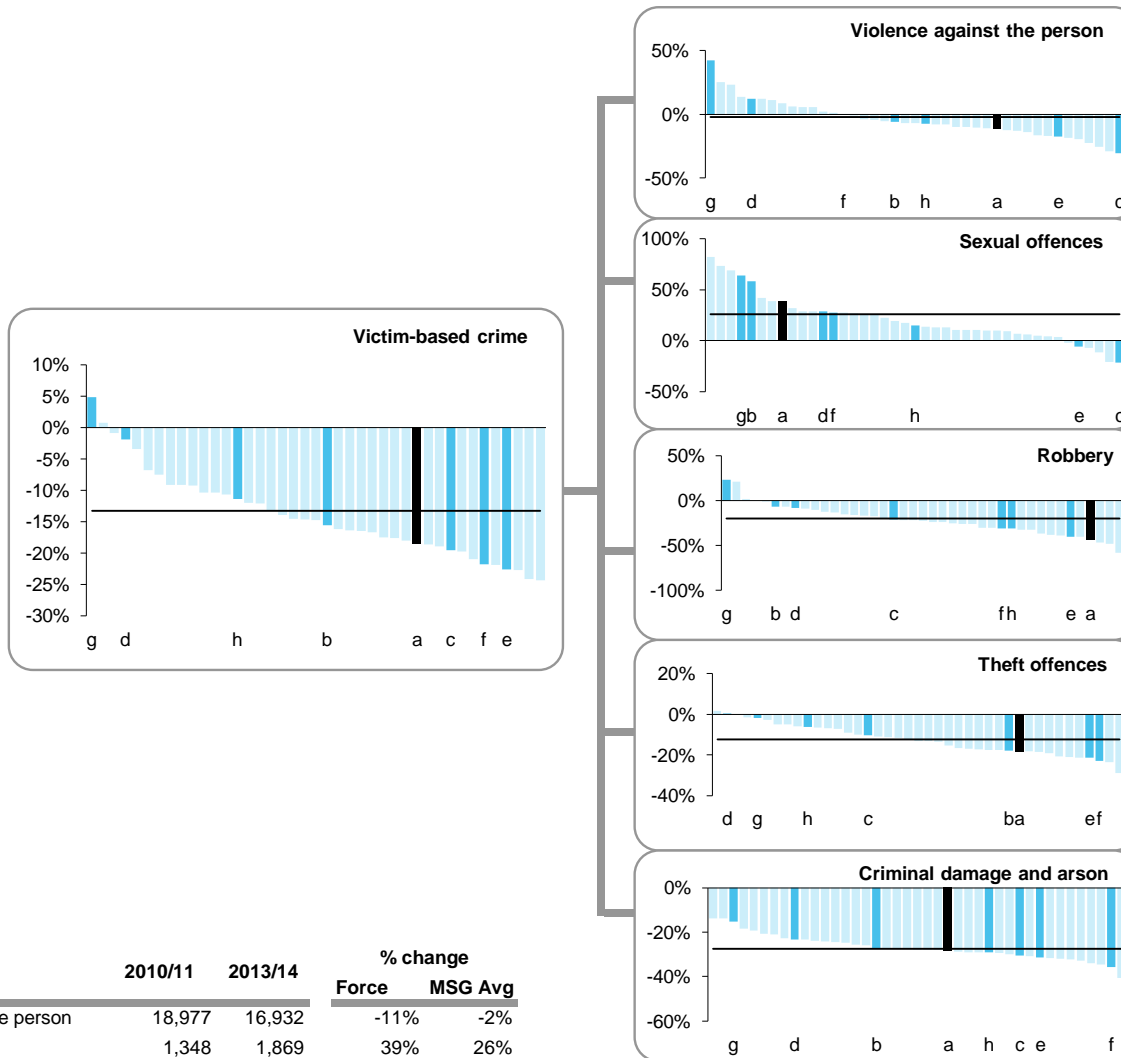 Violence against the person
50%
0%
-50%
g d f b h a e
Sexual offences
100%
50%
0%
-50%
gb a df h e
Victim-based crime
10%
5%
0%
-5%
-10%
-15%
-20%
-25%
-30%
g d h b a c f e
Robbery
50%
0%
-50%
-100%
g b d c fh e a
Theft offences
20%
0%
-20%
-40%
d g h c ba ef
Criminal damage and arson
0%
-20%
-40%
-60%
g d b a h c e f
2010/11 2013/14 % change
Force MSG Avg
person 18,977 16,932 -11% -2%
1,348 1,869 39% 26%